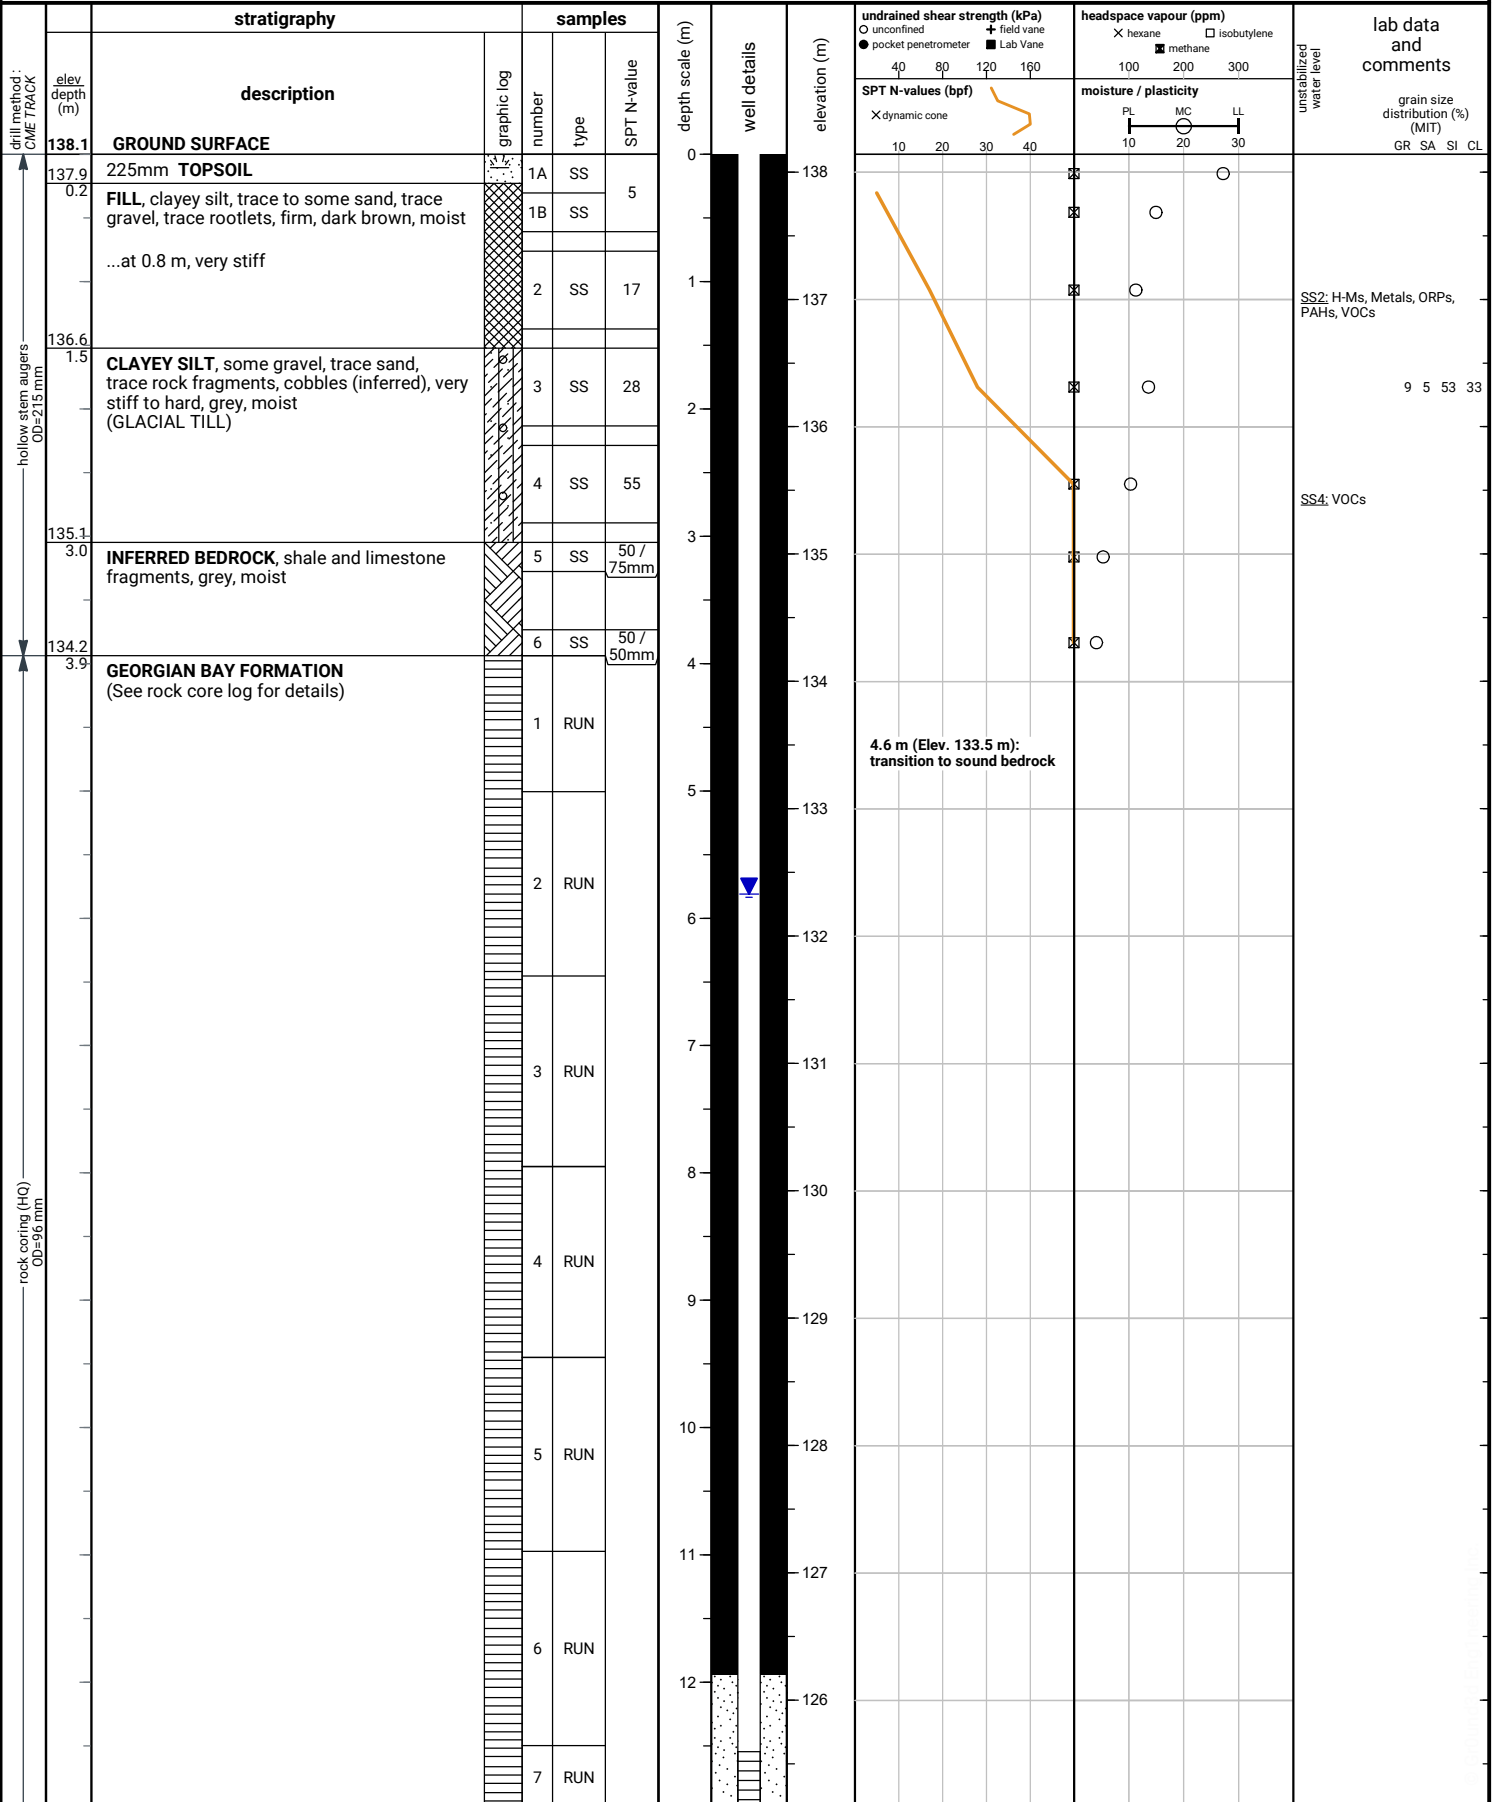 stratigraphy
samples
drill method :
CME TRACK
elev
depth
(m)
description
graphic log
number
type
SPT N-value
depth scale (m)
well details
elevation (m)
undrained shear strength (kPa)
unconfined
field vane
pocket penetrometer
Lab Vane
40 80 120 160
SPT N-values (bpf)
dynamic cone
10 20 30 40
headspace vapour (ppm)
hexane
isobutylene
methane
100 200 300
moisture / plasticity
PL MC LL
10 20 30
unstabilized
water level
lab data
and
comments
grain size
distribution (%)
(MIT)
GR SA SI CL
138.1 GROUND SURFACE
225mm TOPSOIL
137.9
0.2
FILL, clayey silt, trace to some sand, trace
gravel, trace rootlets, firm, dark brown, moist
...at 0.8 m, very stiff
136.6
1.5
CLAYEY SILT, some gravel, trace sand,
trace rock fragments, cobbles (inferred), very
stiff to hard, grey, moist
(GLACIAL TILL)
135.1
3.0
INFERRED BEDROCK, shale and limestone
fragments, grey, moist
134.2
3.9
GEORGIAN BAY FORMATION
(See rock core log for details)
hollow stem augers
OD=215 mm
rock coring (HQ)
OD=96 mm
1A SS
5
1B SS
2 SS 17
3 SS 28
4 SS 55
5 SS 50 /
75mm
6 SS 50 /
50mm
1 RUN
2 RUN
3 RUN
4 RUN
5 RUN
6 RUN
7 RUN
0
1
2
3
4
5
6
7
8
9
10
11
12
138
137
136
135
134
133
132
131
130
129
128
127
126
4.6 m (Elev. 133.5 m):
transition to sound bedrock
SS2: H-Ms, Metals, ORPs,
PAHs, VOCs
9 5 53 33
SS4: VOCs